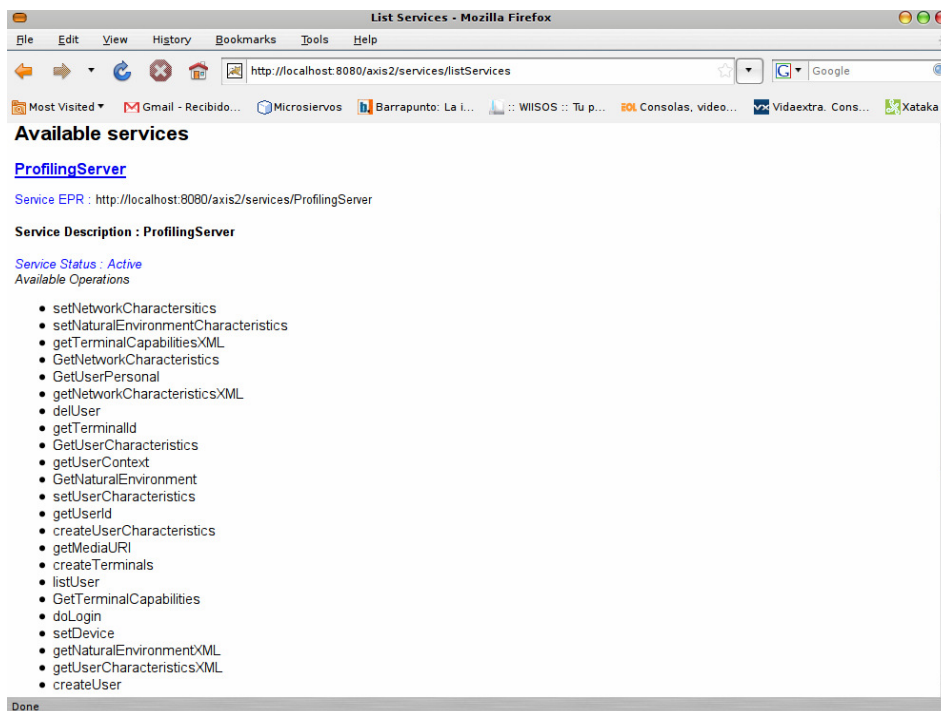 List Services - Mozilla Firefox
File Edit View History Bookmarks Tools Help
http://localhost:8080/axis2/services/listServices
G Google
Most Visited Gmail - Recibido... Microsiervos Barrapunto: La i... :: WIISOS :: Tu p... EOL Consolas, video... Vidaextra. Cons... Xataka
Available services
ProfilingServer
Service EPR : http://localhost:8080/axis2/services/ProfilingServer
Service Description : ProfilingServer
Service Status : Active
Available Operations
setNetworkCharactersitics
setNaturalEnvironmentCharacteristics
getTerminalCapabilitiesXML
GetNetworkCharacteristics
GetUserPersonal
getNetworkCharacteristicsXML
delUser
getTerminalId
GetUserCharacteristics
getUserContext
GetNaturalEnvironment
setUserCharacteristics
getUserId
createUserCharacteristics
getMediaURI
createTerminals
listUser
GetTerminalCapabilities
doLogin
setDevice
getNaturalEnvironmentXML
getUserCharacteristicsXML
createUser
Done